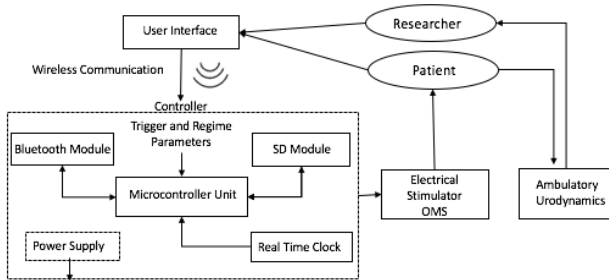 Researcher
User Interface
Wireless Communication
Patient
Controller
Trigger and Regime
Parameters
Bluetooth Module
SD Module
Microcontroller Unit
Electrical
Stimulator
OMS
Ambulatory
Urodynamics
Power Supply
Real Time Clock